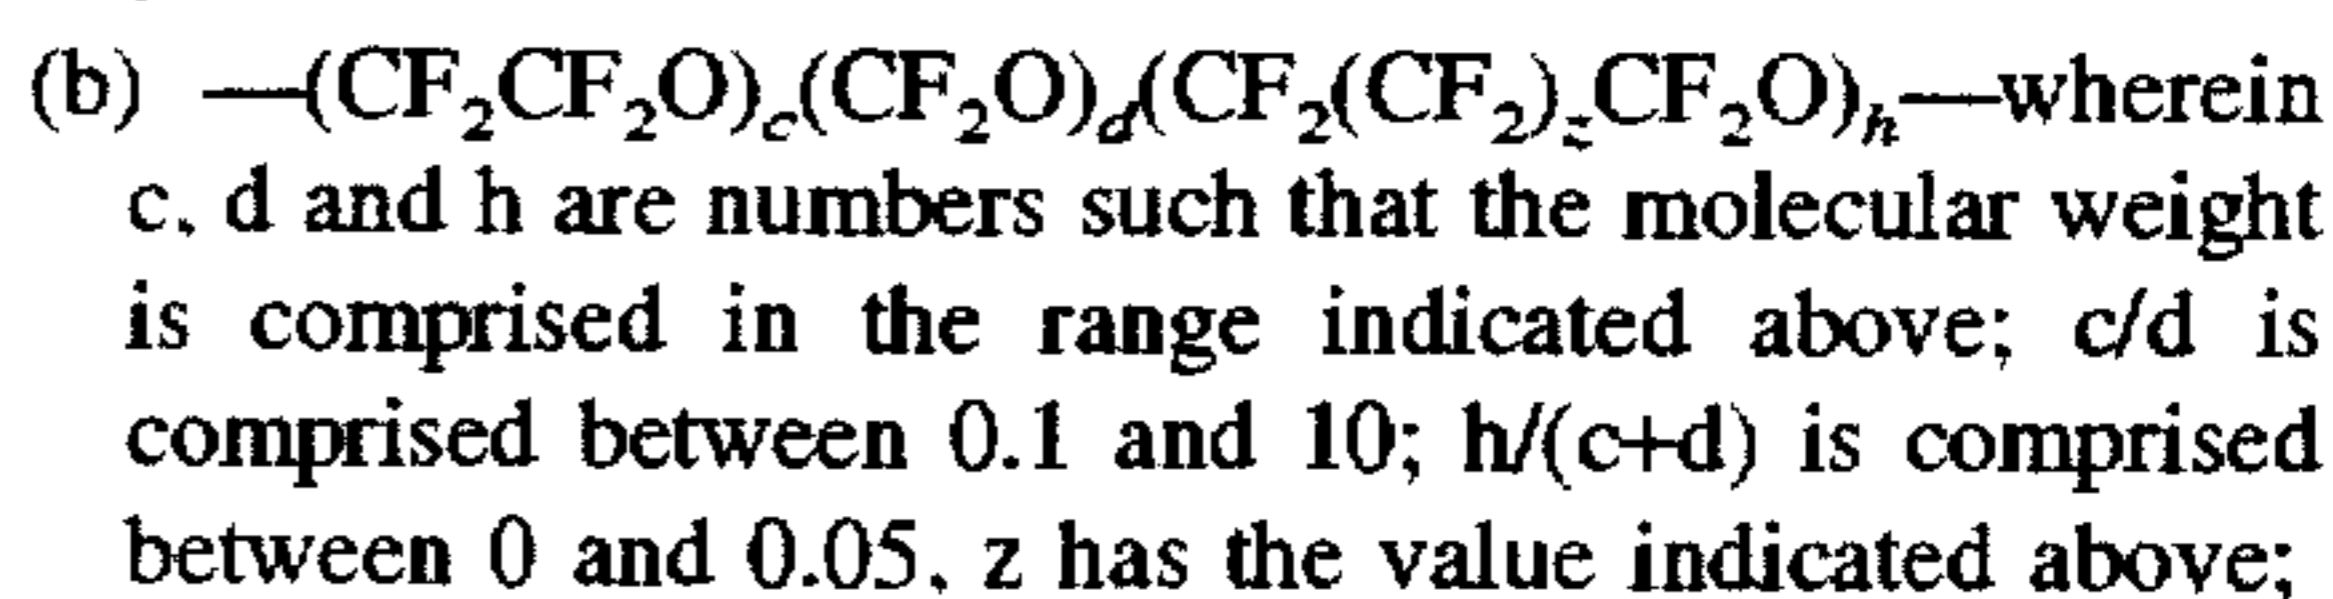 (b) —(CF₂CF₂O)c(CF₂O)d(CF₂(CF₂)zCF₂O)h—wherein
c, d and h are numbers such that the molecular weight
is comprised in the range indicated above; c/d is
comprised between 0.1 and 10; h/(c+d) is comprised
between 0 and 0.05, z has the value indicated above;